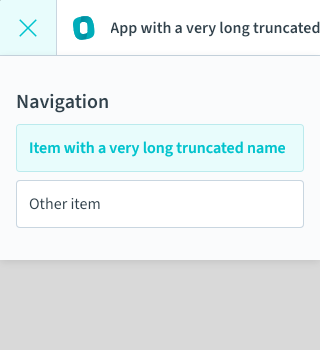 App with a very long truncated
Navigation
Item with a very long truncated name
Other item